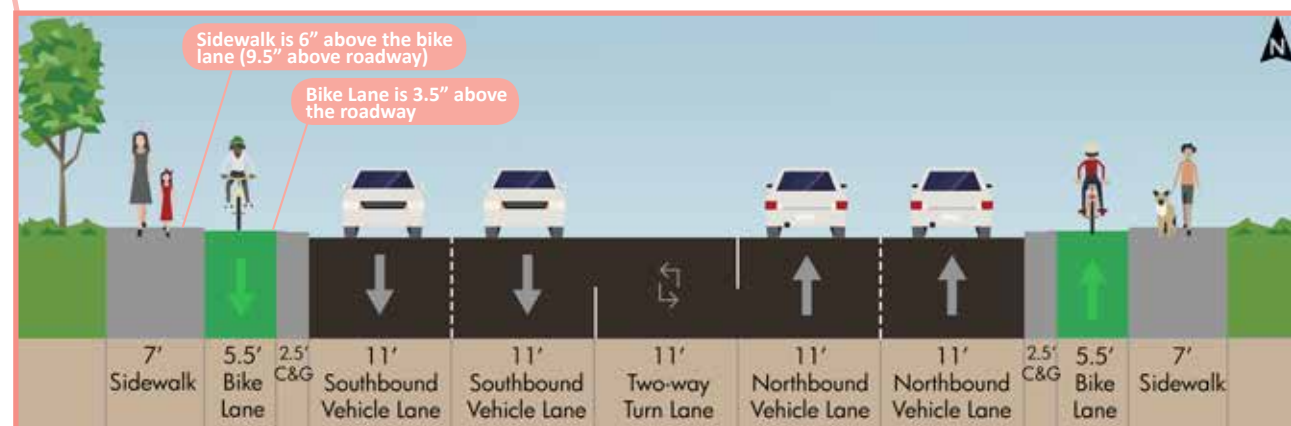 N
Sidewalk is 6” above the bike
lane (9.5” above roadway)
Bike Lane is 3.5” above
the roadway
7’
Sidewalk
5.5’
Bike
Lane
2.5’
C&G
11’
Southbound
Vehicle Lane
11’
Southbound
Vehicle Lane
11’
Two-way
Turn Lane
11’
Northbound
Vehicle Lane
11’
Northbound
Vehicle Lane
2.5’
C&G
5.5’
Bike
Lane
7’
Sidewalk